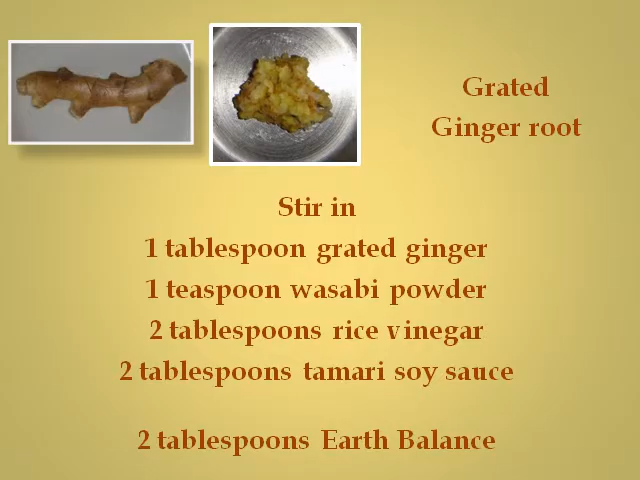 Grated
Ginger root
Stir in
1 tablespoon grated ginger
1 teaspoon wasabi powder
2 tablespoons rice vinegar
2 tablespoons tamari soy sauce
2 tablespoons Earth Balance